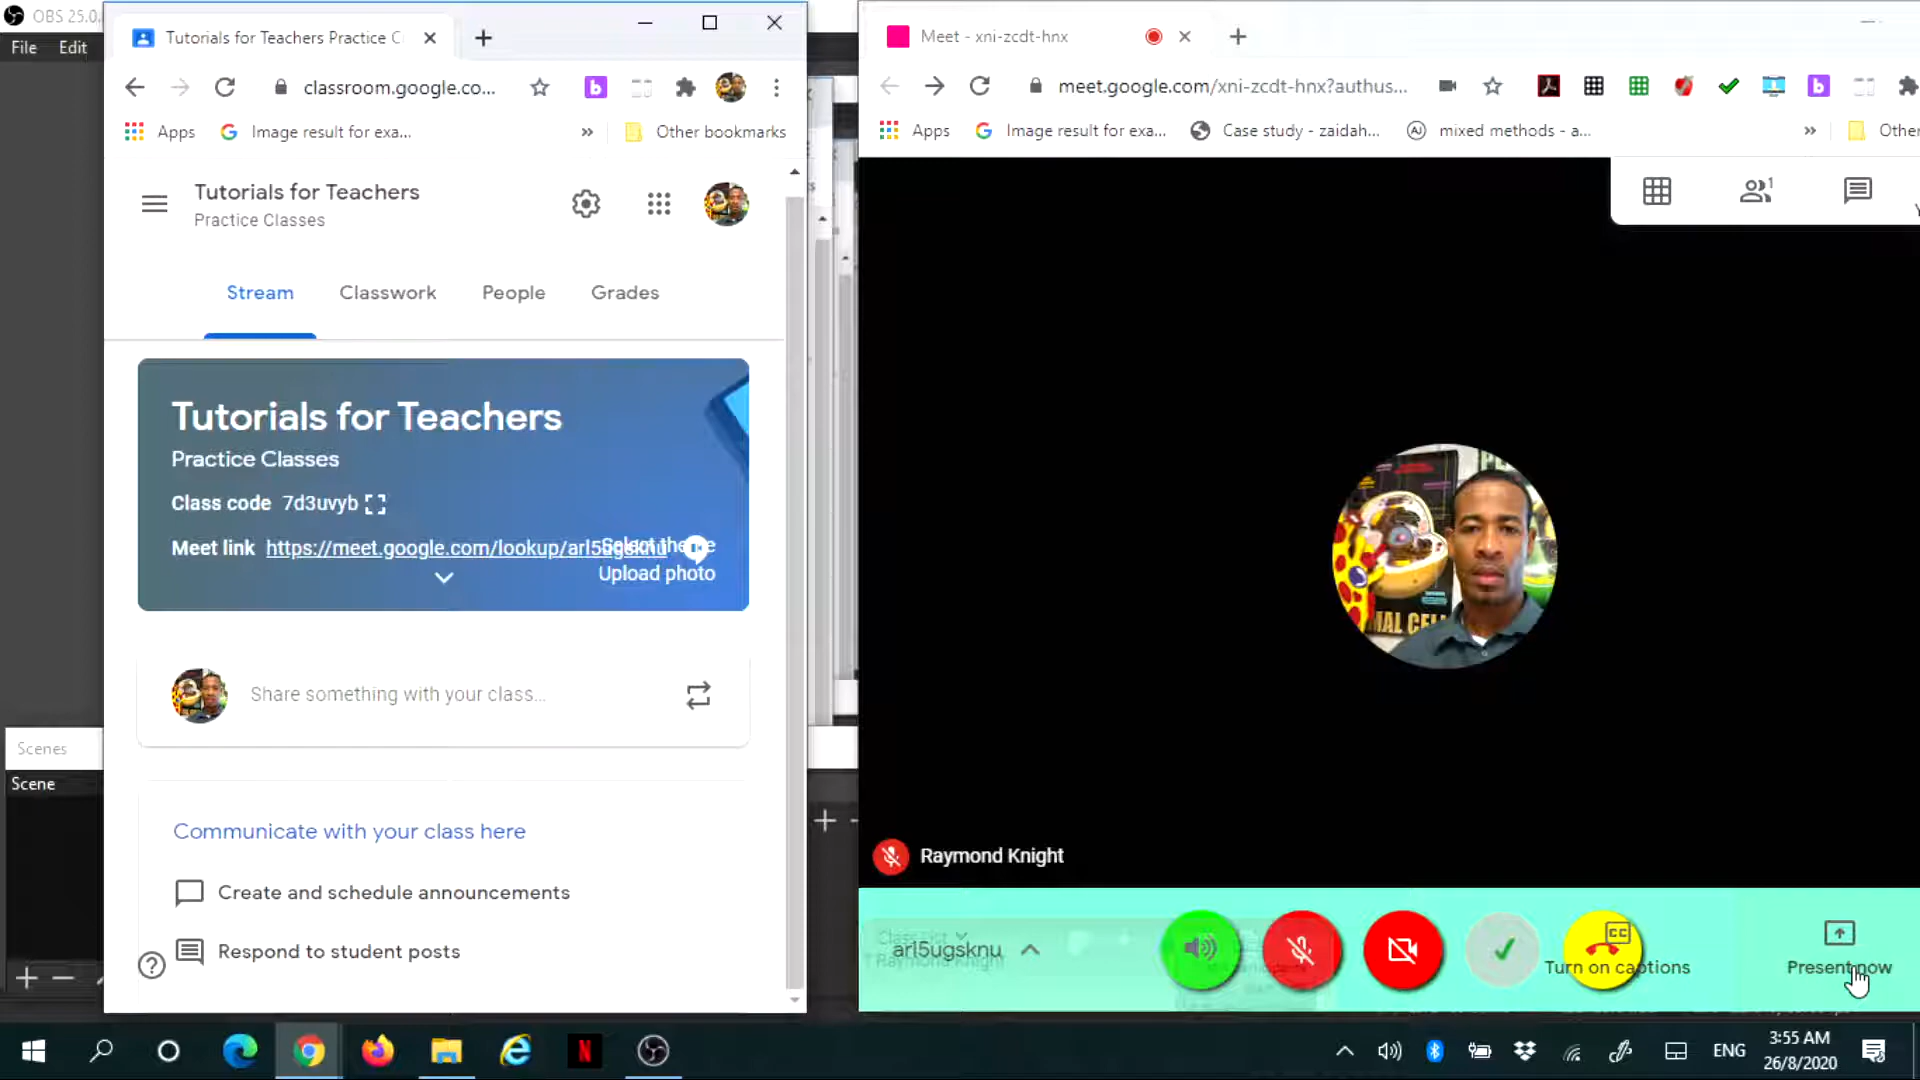 OBS 25.0.
File Edit
Tutorials for Teachers Practice C
classroom.google.co...
Apps Image result for exa... » Other bookmarks
Tutorials for Teachers
Practice Classes
Stream Classwork People Grades
Tutorials for Teachers
Practice Classes
Class code 7d3uvyb
Meet link https://meet.google.com/lookup/arl5ugsknu
Select theme
Upload photo
Share something with your class...
Communicate with your class here
Create and schedule announcements
Respond to student posts
Scenes
Scene
Meet - xni-zcdt-hnx
meet.google.com/xni-zcdt-hnx?authus...
Apps Image result for exa... Case study - zaidah... mixed methods - a... » Other
1
Raymond Knight
arl5ugsknu
Turn on captions
Present now
ENG
3:55 AM
26/8/2020